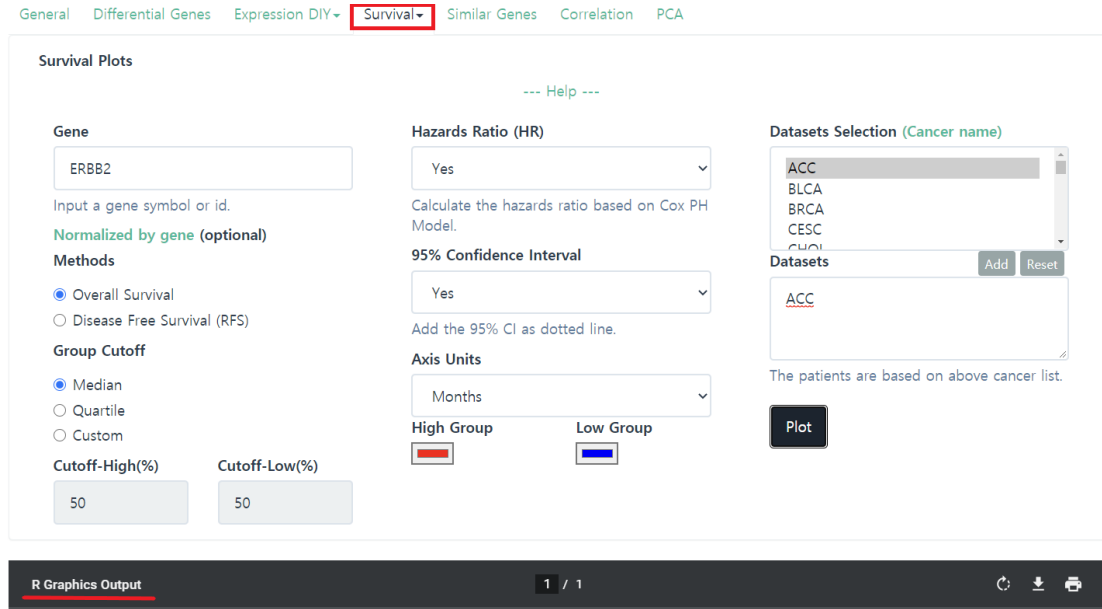 General Differential Genes Expression DIY Survival Similar Genes Correlation PCA
Survival Plots
--- Help ---
Gene
ERBB2
Input a gene symbol or id.
Normalized by gene (optional)
Methods
Overall Survival
Disease Free Survival (RFS)
Group Cutoff
Median
Quartile
Custom
Cutoff-High(%) Cutoff-Low(%)
50 50
Hazards Ratio (HR)
Yes
Calculate the hazards ratio based on Cox PH
Model.
95% Confidence Interval
Yes
Add the 95% CI as dotted line.
Axis Units
Months
High Group Low Group
Datasets Selection (Cancer name)
ACC
BLCA
BRCA
CESC
CHOL
Datasets
Add Reset
ACC
The patients are based on above cancer list.
Plot
R Graphics Output 1 / 1